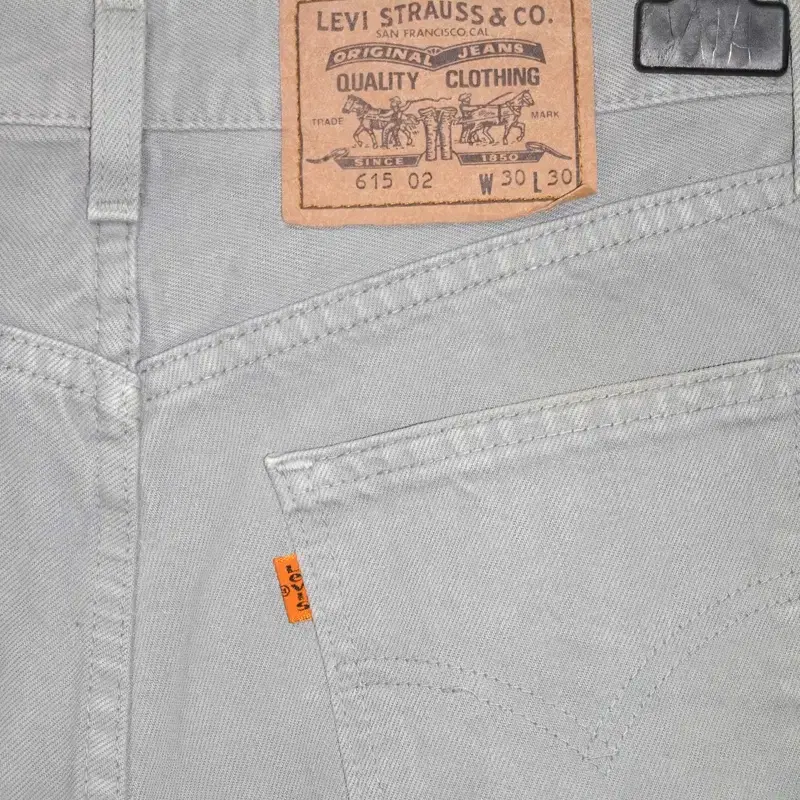 LEVI STRAUSS & CO.
SAN FRANCISCO, CAL.
ORIGINAL JEANS
QUALITY CLOTHING
TRADE MARK
SINCE 1850
615 02 W 30 L 30
LEVI'S ®